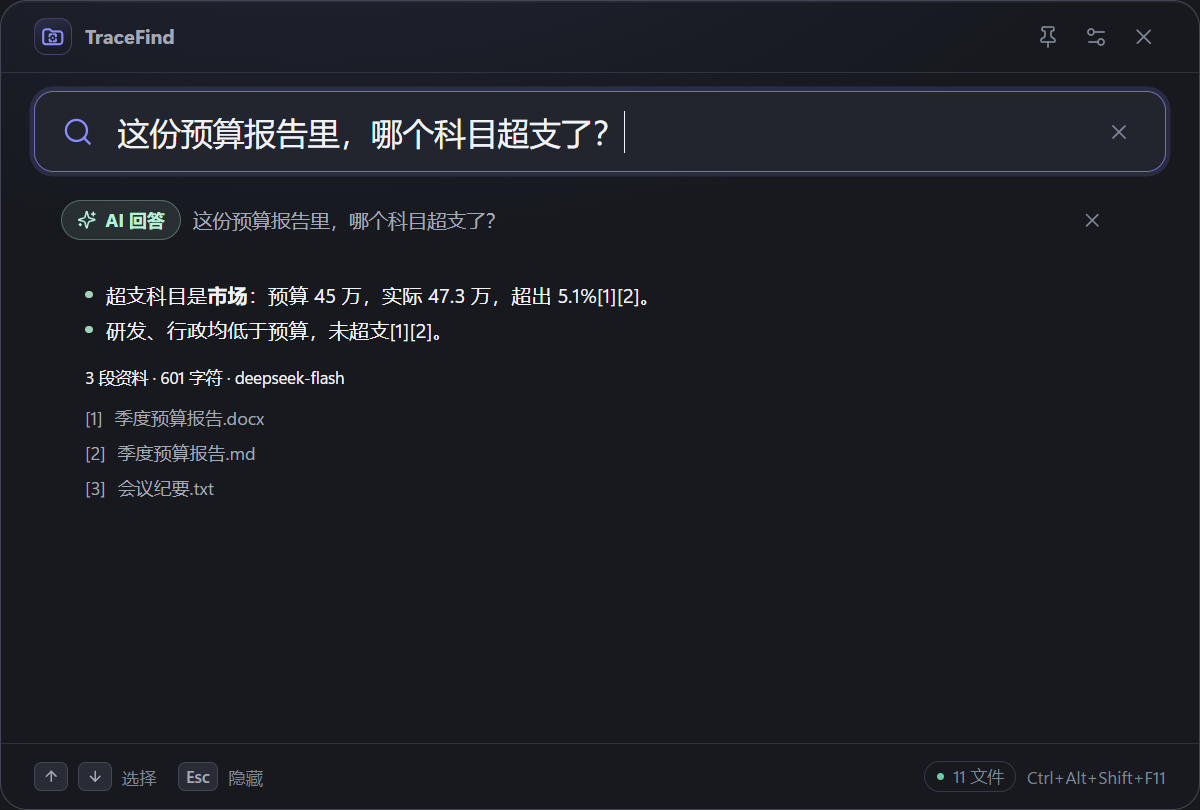 TraceFind
这份预算报告里，哪个科目超支了？
AI 回答 这份预算报告里，哪个科目超支了？
超支科目是市场：预算 45 万，实际 47.3 万，超出 5.1%[1][2]。
研发、行政均低于预算，未超支[1][2]。
3 段资料 · 601 字符 · deepseek-flash
[1] 季度预算报告.docx
[2] 季度预算报告.md
[3] 会议纪要.txt
↑ ↓ 选择 Esc 隐藏 11 文件 Ctrl+Alt+Shift+F11